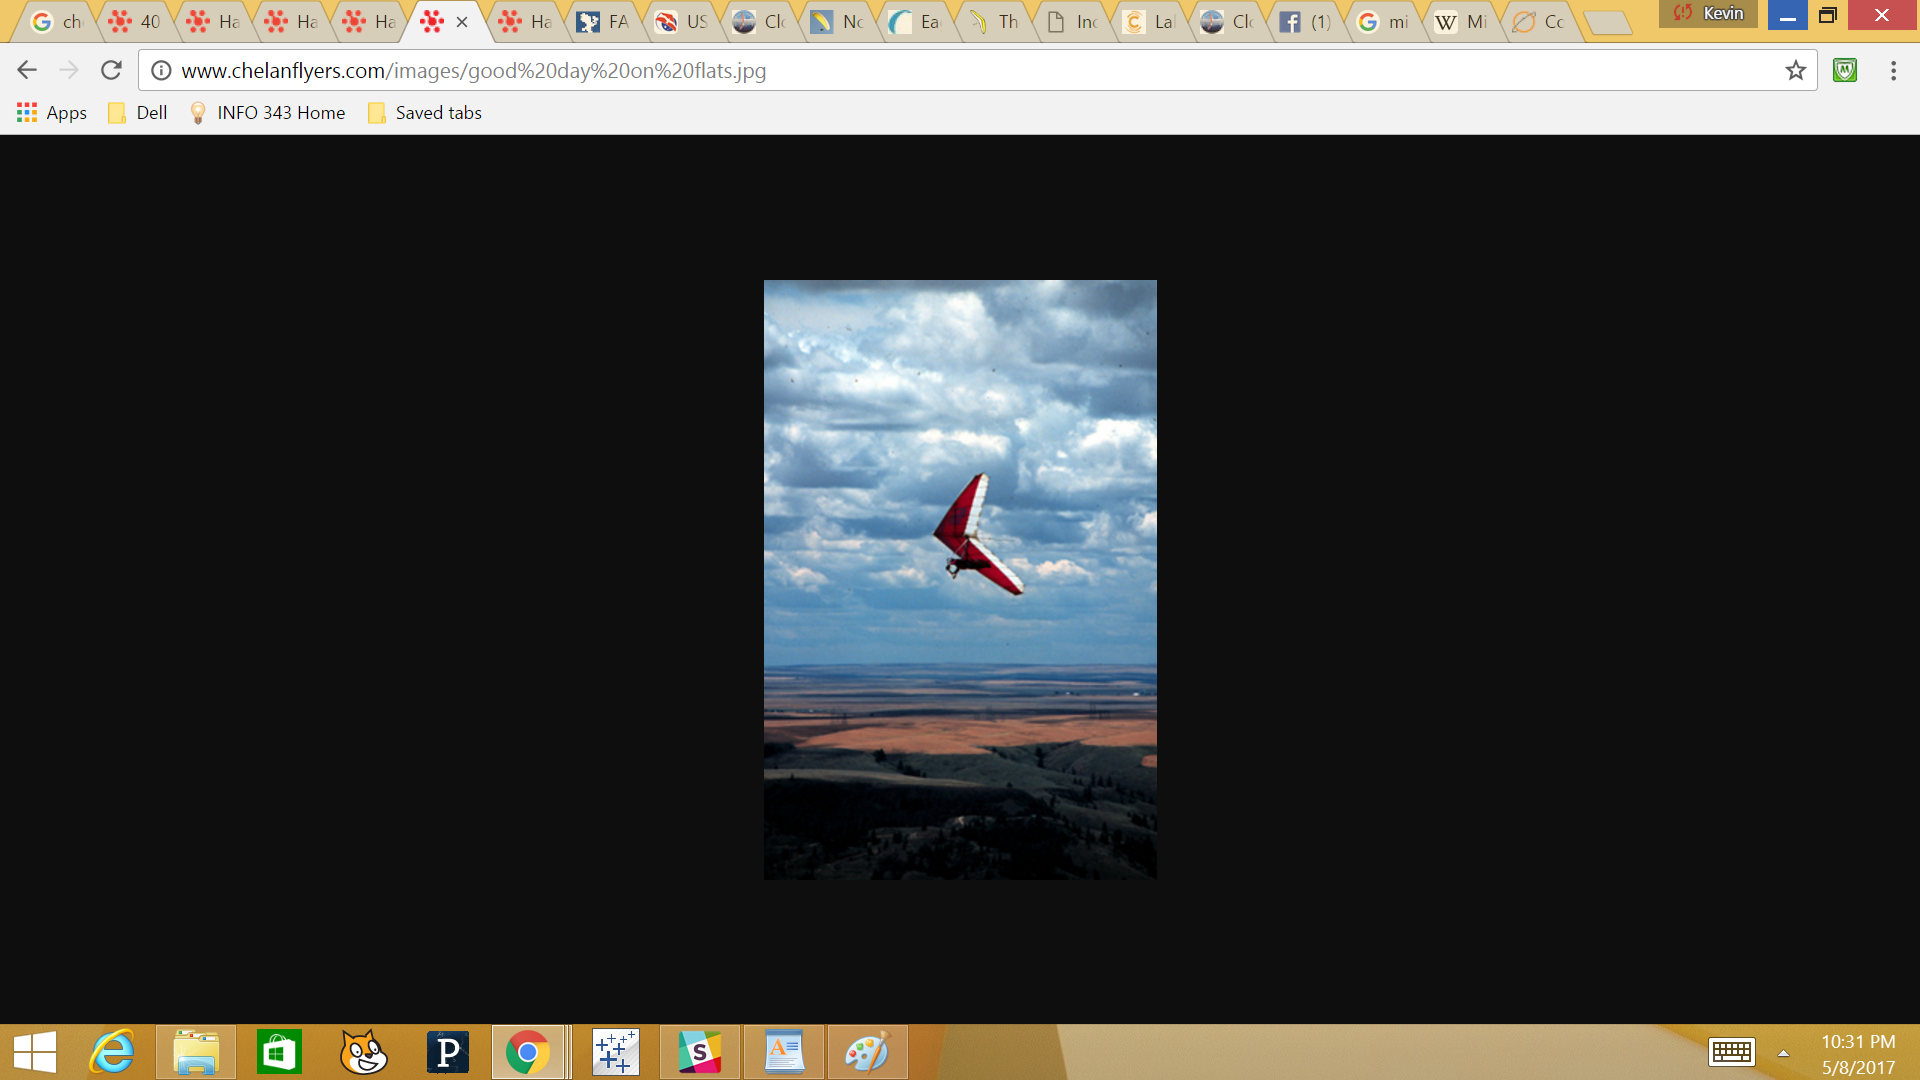 che
40
Ha
Ha
Ha
Ha
FA
US
Clo
No
Ea
Th
Inc
Lai
Clo
(1)
mi
W Mi
Co
Kevin
www.chelanflyers.com/images/good%20day%20on%20flats.jpg
Apps
Dell
INFO 343 Home
Saved tabs
10:31 PM
5/8/2017